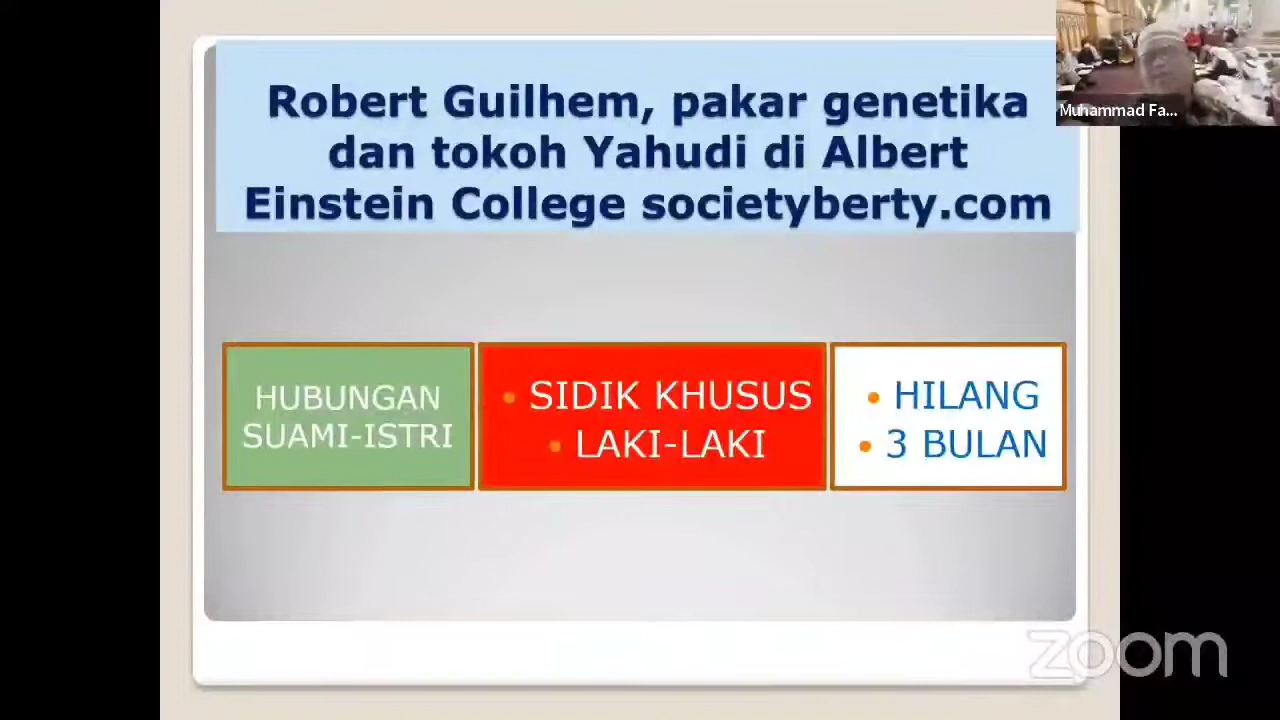 Robert Guilhem, pakar genetika
dan tokoh Yahudi di Albert
Einstein College societyberty.com
Muhammad Fa...
HUBUNGAN
SUAMI-ISTRI
• SIDIK KHUSUS
• LAKI-LAKI
• HILANG
• 3 BULAN
zoom